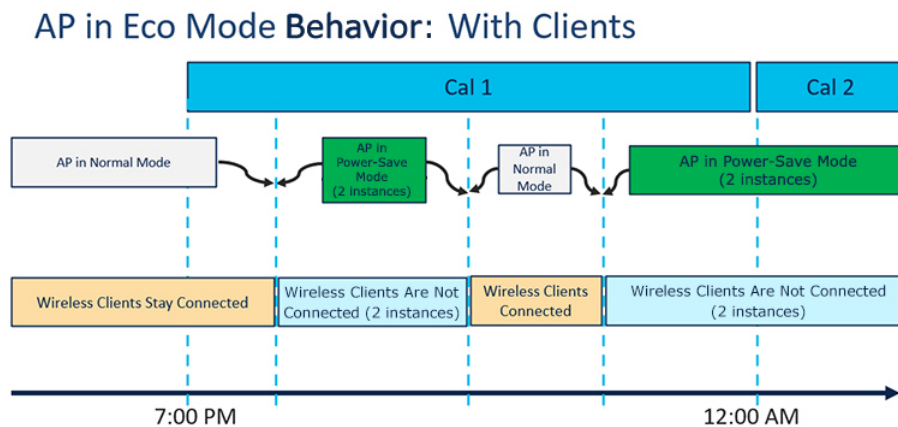 AP in Eco Mode Behavior: With Clients
Cal 1
Cal 2
AP in Normal Mode
AP in
Power-Save
Mode
(2 instances)
AP in
Normal
Mode
AP in Power-Save Mode
(2 instances)
Wireless Clients Stay Connected
Wireless Clients Are Not
Connected (2 instances)
Wireless Clients
Connected
Wireless Clients Are Not Connected
(2 instances)
7:00 PM
12:00 AM